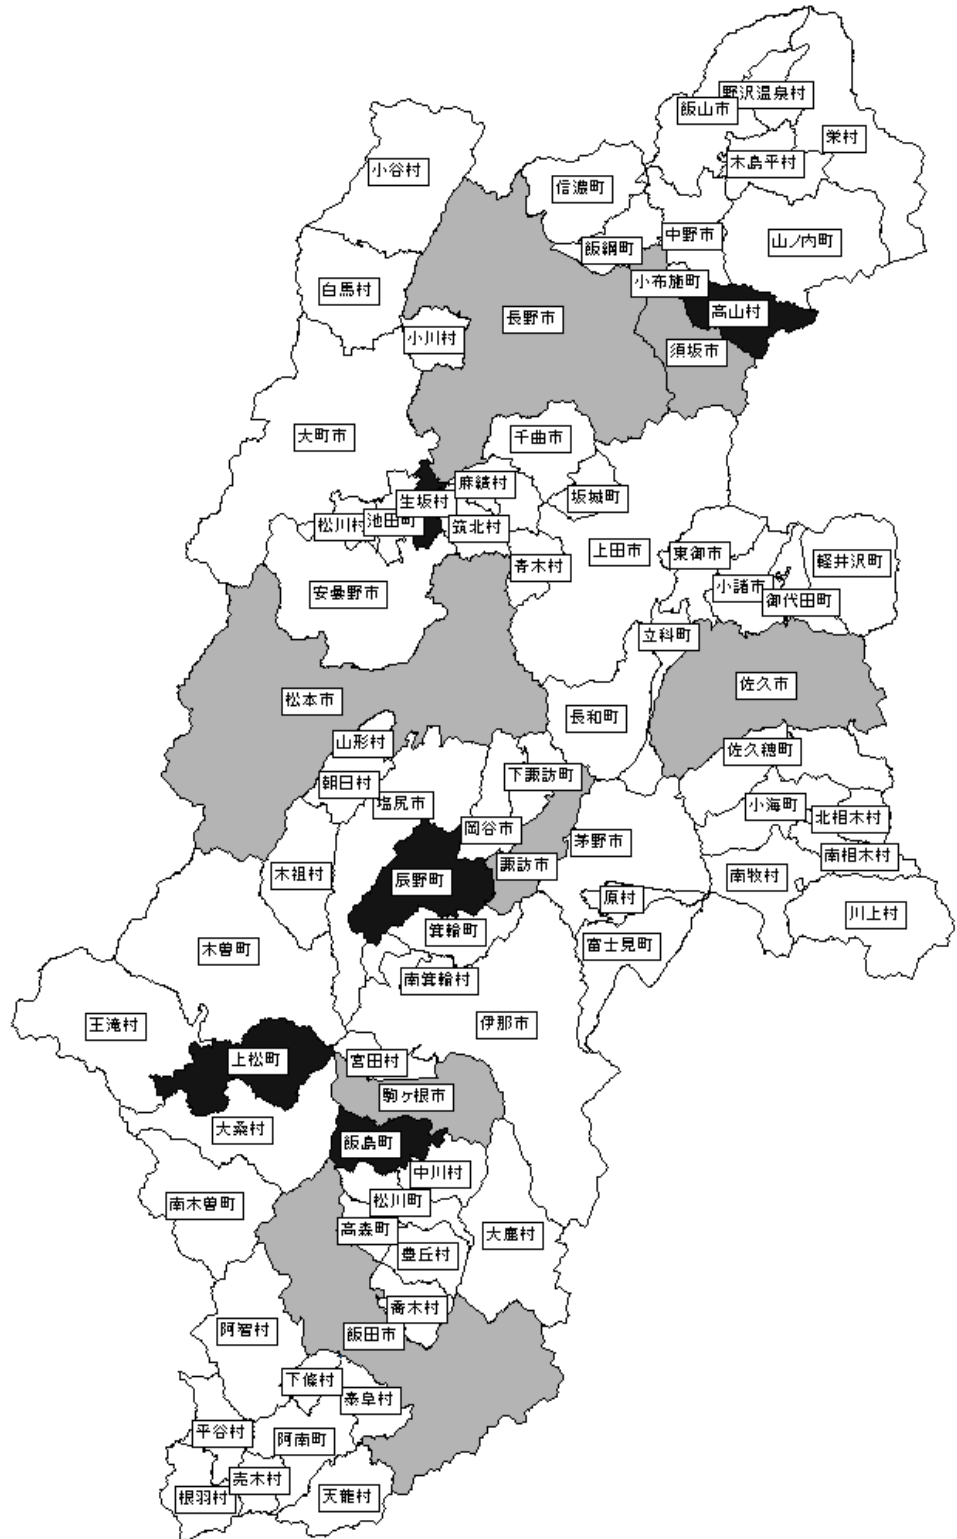 野沢温泉村
飯山市
栄村
木島平村
小谷村
信濃町
中野市
山ノ内町
飯綱町
小布施町
白馬村
高山村
長野市
小川村
須坂市
大町市
千曲市
麻績村
坂城町
生坂村
池田町
松川村
筑北村
上田市
東御市
軽井沢町
青木村
安曇野市
小諸市
御代田町
立科町
佐久市
松本市
長和町
山形村
佐久穂町
下諏訪町
朝日村
塩尻市
小海町
北相木村
岡谷市
茅野市
南相木村
諏訪市
木祖村
辰野町
南牧村
原村
川上村
箕輪町
木曽町
富士見町
南箕輪村
王滝村
伊那市
上松町
宮田村
駒ヶ根市
大桑村
飯島町
中川村
南木曽町
松川町
高森町
大鹿村
豊丘村
喬木村
阿智村
飯田市
下條村
泰阜村
平谷村
阿南町
売木村
根羽村
天龍村